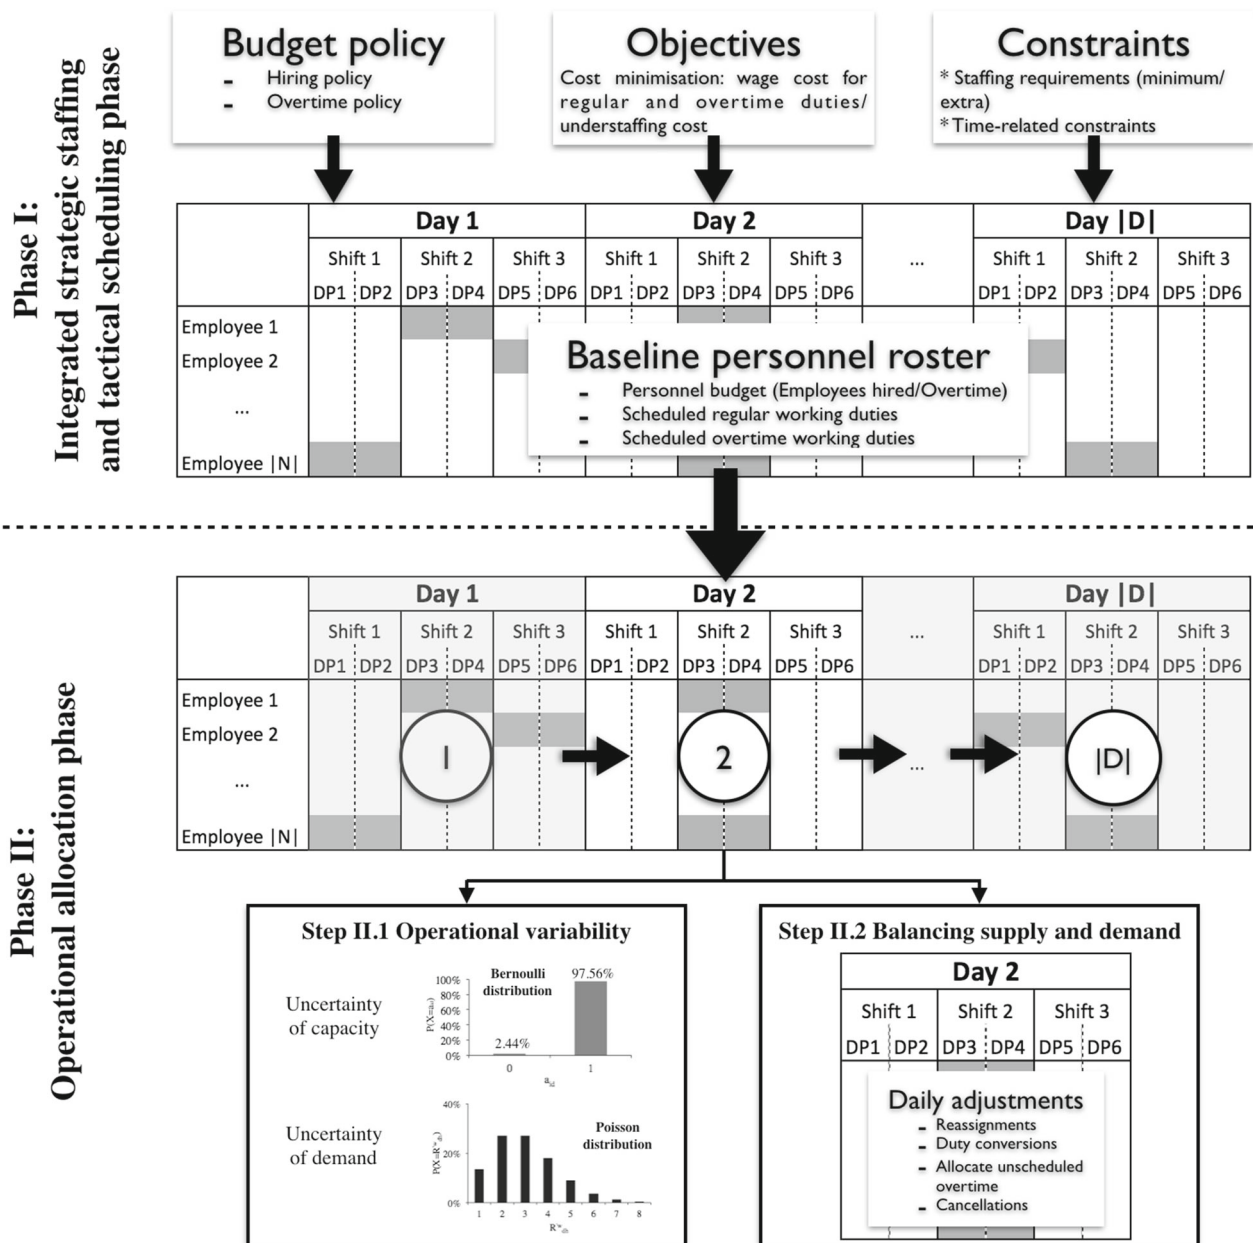 Phase I:
Integrated strategic staffing
and tactical scheduling phase
Budget policy
- Hiring policy
- Overtime policy
Objectives
Cost minimisation: wage cost for
regular and overtime duties/
understaffing cost
Constraints
* Staffing requirements (minimum/
extra)
* Time-related constraints
Day 1 Day 2 Day |D|
Shift 1 Shift 2 Shift 3 Shift 1 Shift 2 Shift 3 ... Shift 1 Shift 2 Shift 3
DP1 DP2 DP3 DP4 DP5 DP6 DP1 DP2 DP3 DP4 DP5 DP6 DP1 DP2 DP3 DP4 DP5 DP6
Employee 1
Employee 2
...
Employee |N|
Baseline personnel roster
- Personnel budget (Employees hired/Overtime)
- Scheduled regular working duties
- Scheduled overtime working duties
Phase II:
Operational allocation phase
Day 1 Day 2 Day |D|
Shift 1 Shift 2 Shift 3 Shift 1 Shift 2 Shift 3 ... Shift 1 Shift 2 Shift 3
DP1 DP2 DP3 DP4 DP5 DP6 DP1 DP2 DP3 DP4 DP5 DP6 DP1 DP2 DP3 DP4 DP5 DP6
Employee 1
Employee 2
...
Employee |N|
1 2 ... |D|
Step II.1 Operational variability
Uncertainty
of capacity
Bernoulli
distribution
97.56%
2.44%
100%
80%
60%
40%
20%
0%
P(X=a_id)
0 1
a_id
Uncertainty
of demand
Poisson
distribution
40%
20%
0%
1 2 3 4 5 6 7 8
Step II.2 Balancing supply and demand
Day 2
Shift 1 Shift 2 Shift 3
DP1 DP2 DP3 DP4 DP5 DP6
Daily adjustments
- Reassignments
- Duty conversions
- Allocate unscheduled
overtime
- Cancellations